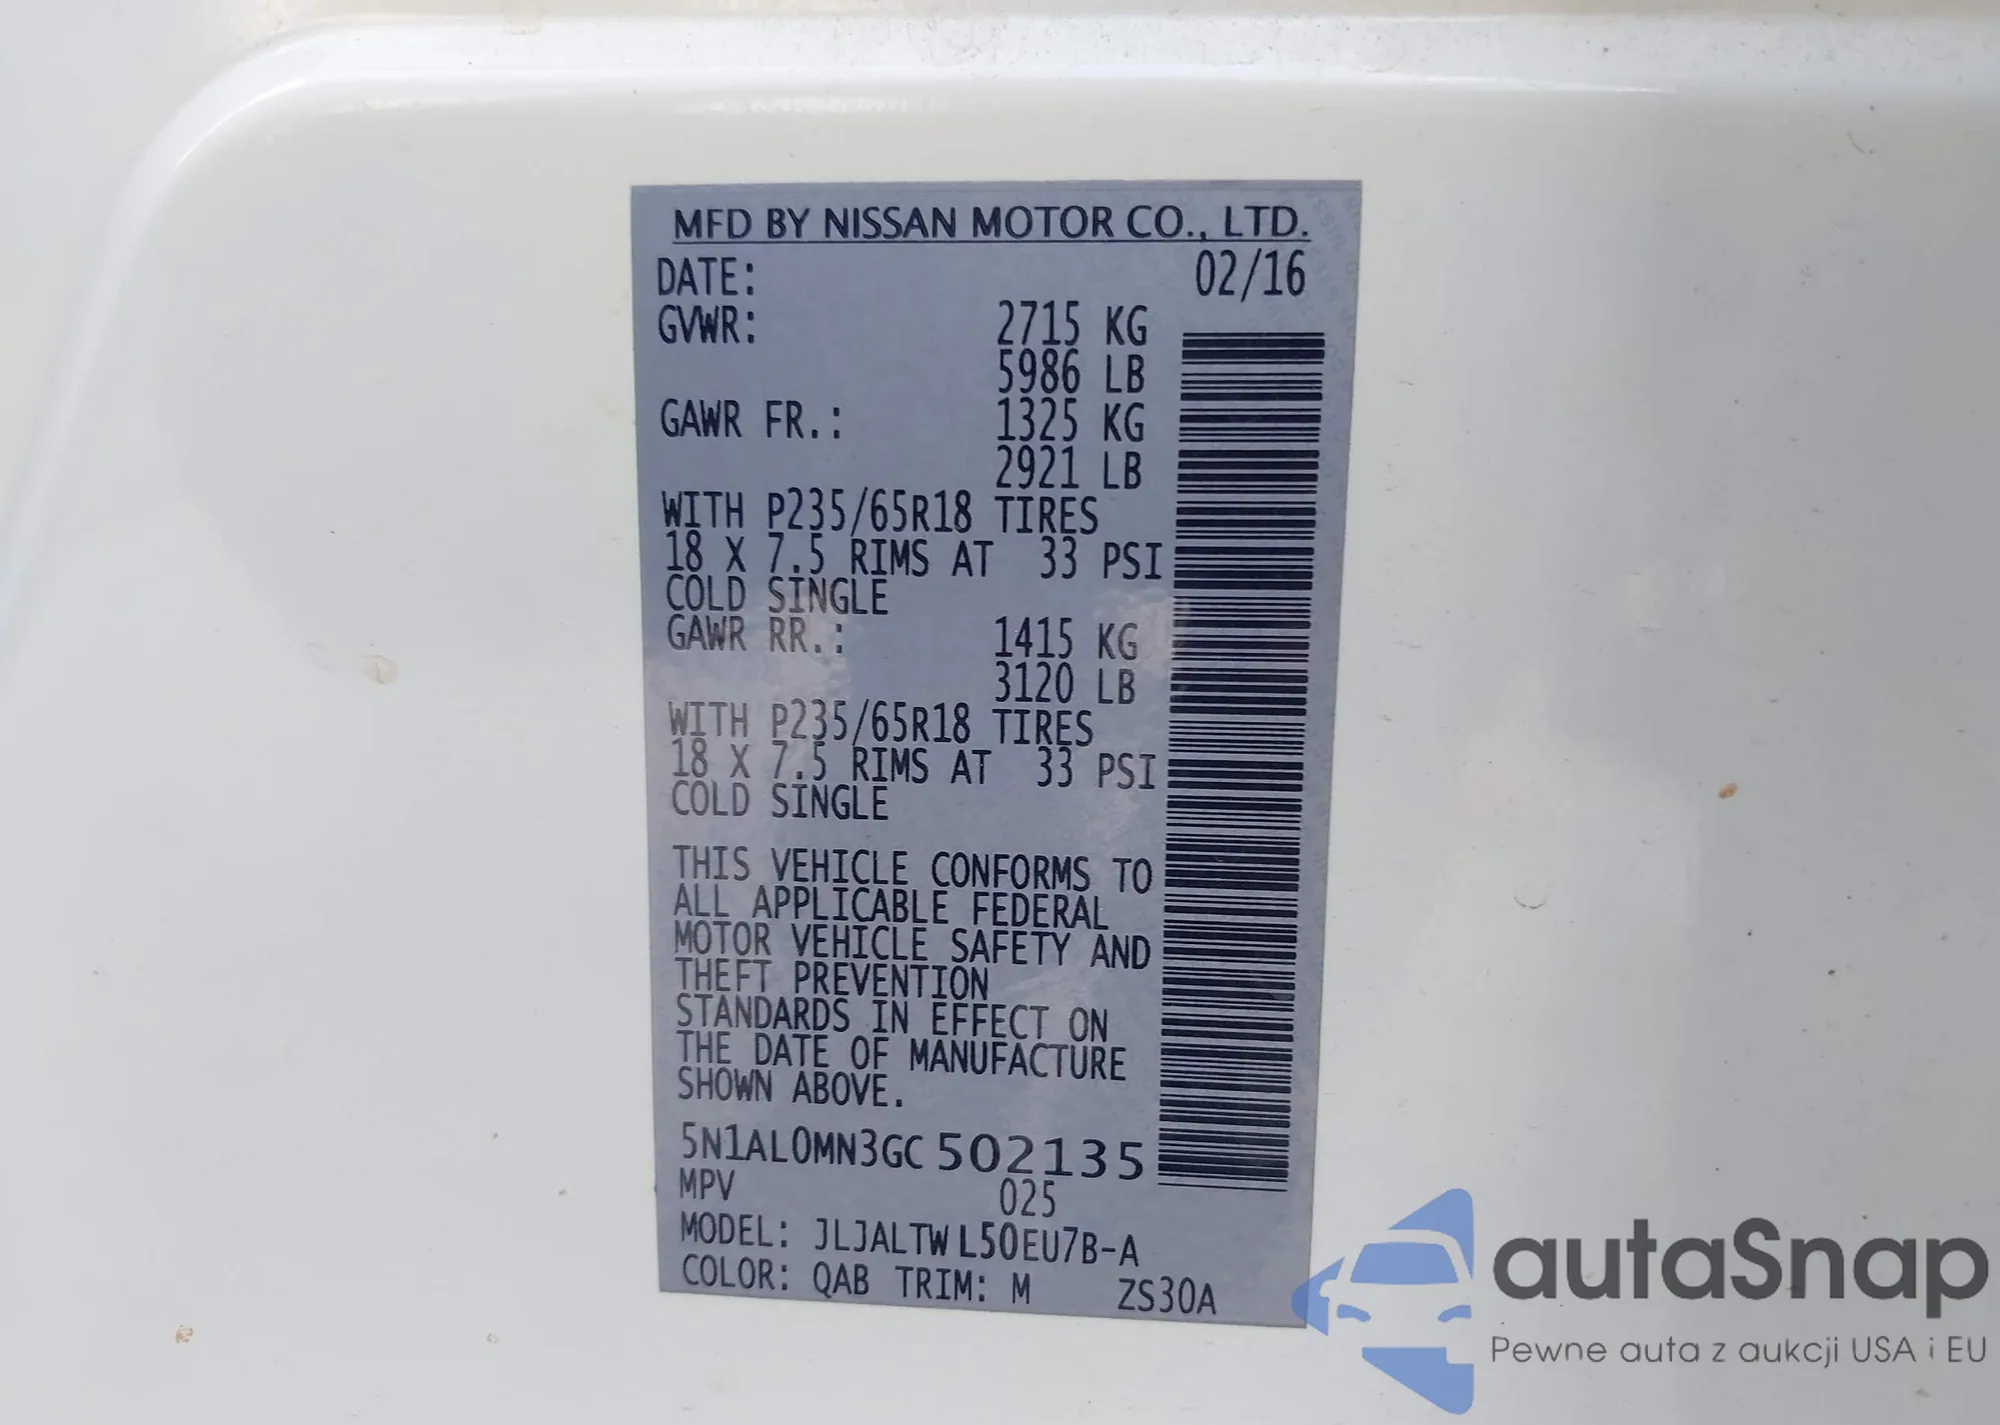 MFD BY NISSAN MOTOR CO., LTD.
DATE: 02/16
GVWR: 2715 KG
5986 LB
GAWR FR.: 1325 KG
2921 LB
WITH P235/65R18 TIRES
18 X 7.5 RIMS AT 33 PSI
COLD SINGLE
GAWR RR.: 1415 KG
3120 LB
WITH P235/65R18 TIRES
18 X 7.5 RIMS AT 33 PSI
COLD SINGLE
THIS VEHICLE CONFORMS TO
ALL APPLICABLE FEDERAL
MOTOR VEHICLE SAFETY AND
THEFT PREVENTION
STANDARDS IN EFFECT ON
THE DATE OF MANUFACTURE
SHOWN ABOVE.
5N1AL0MN3GC 502135
MPV 025
MODEL: JLJALTW L50EU7B-A
COLOR: QAB TRIM: M ZS30A
autaSnap
Pewne auta z aukcji USA i EU